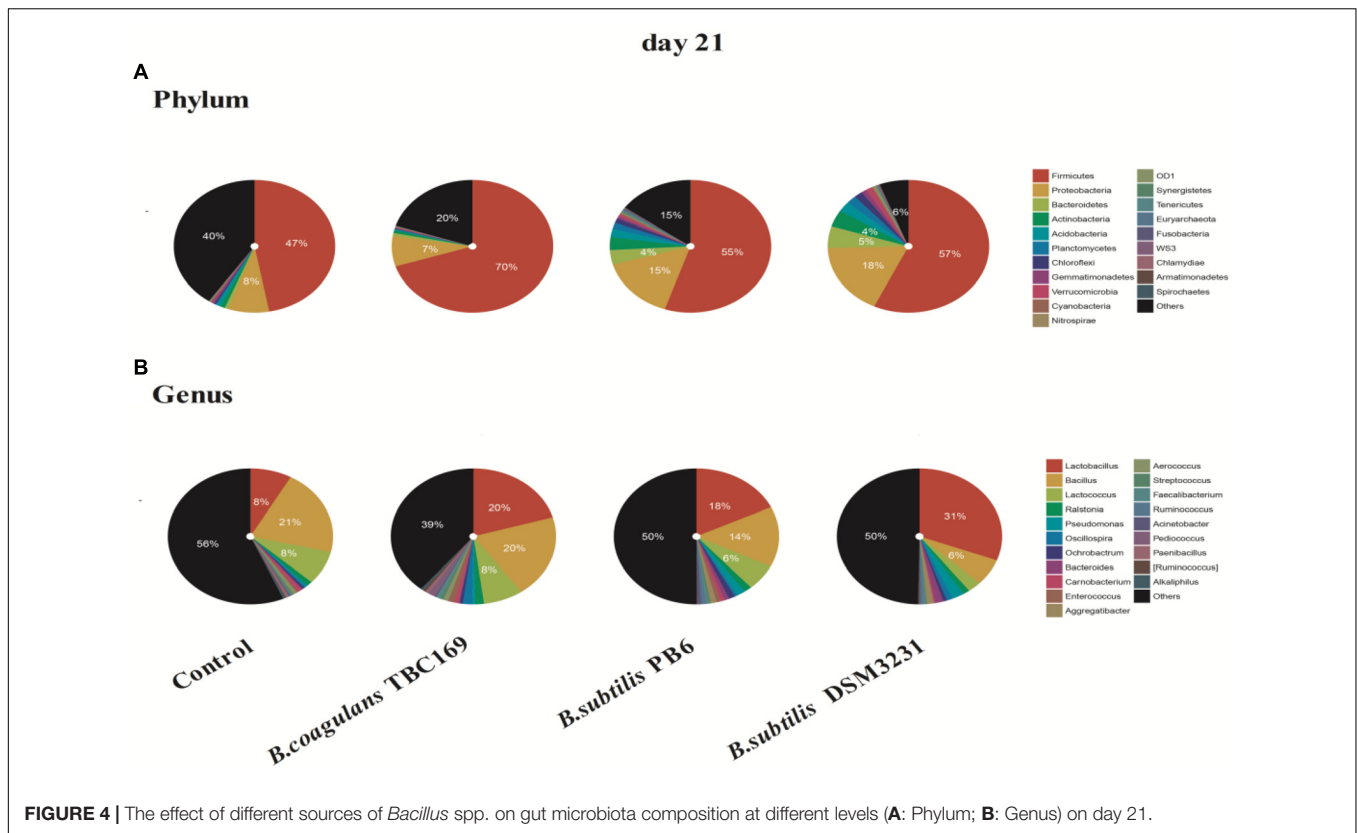 day 21
A
Phylum
40%
47%
8%
20%
7%
70%
15%
4%
15%
55%
6%
4%
5%
18%
57%
Firmicutes
Proteobacteria
Bacteroidetes
Actinobacteria
Acidobacteria
Planctomycetes
Chloroflexi
Gemmatimonadetes
Verrucomicrobia
Cyanobacteria
Nitrospirae
OD1
Synergistetes
Tenericutes
Euryarchaeota
Fusobacteria
WS3
Chlamydiae
Armatimonadetes
Spirochaetes
Others
B
Genus
8%
21%
8%
56%
20%
20%
8%
39%
18%
14%
6%
50%
31%
6%
50%
Lactobacillus
Bacillus
Lactococcus
Ralstonia
Pseudomonas
Oscillospira
Ochrobactrum
Bacteroides
Carnobacterium
Enterococcus
Aggregatibacter
Aerococcus
Streptococcus
Faecalibacterium
Ruminococcus
Acinetobacter
Pediococcus
Paenibacillus
[Ruminococcus]
Alkaliphilus
Others
Control
B.coagulans TBC169
B.subtilis PB6
B.subtilis DSM3231
FIGURE 4 | The effect of different sources of Bacillus spp. on gut microbiota composition at different levels (A: Phylum; B: Genus) on day 21.